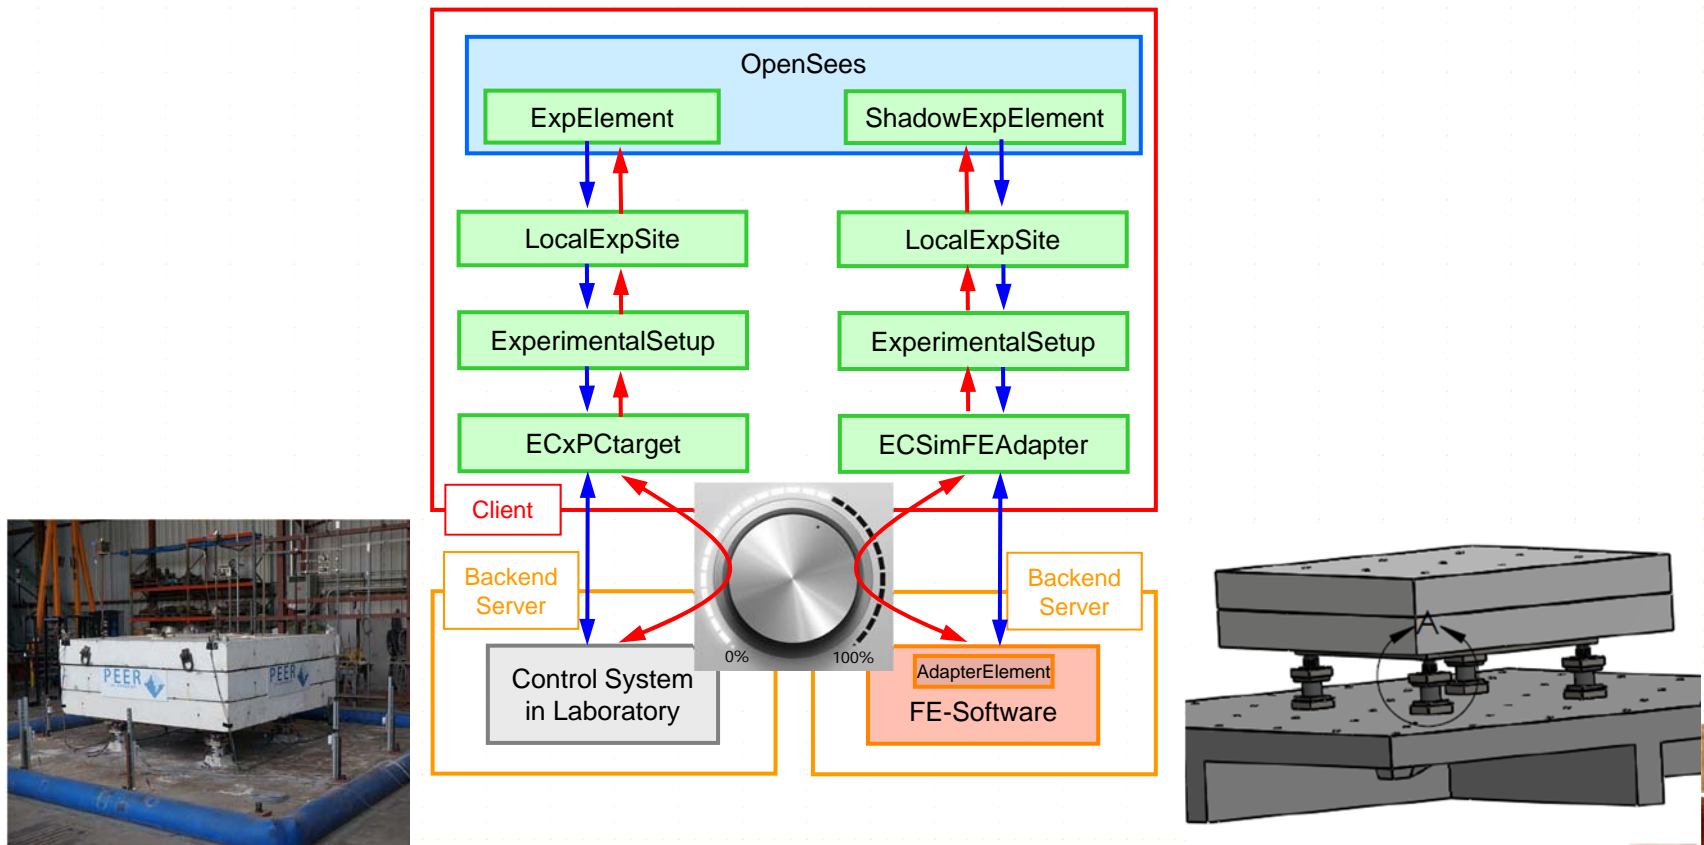 OpenSees
ExpElement
ShadowExpElement
LocalExpSite
LocalExpSite
ExperimentalSetup
ExperimentalSetup
ECxPCtarget
ECSimFEAdapter
Client
Backend
Server
Backend
Server
0%
100%
Control System
in Laboratory
AdapterElement
FE-Software
PEER
PEER
A